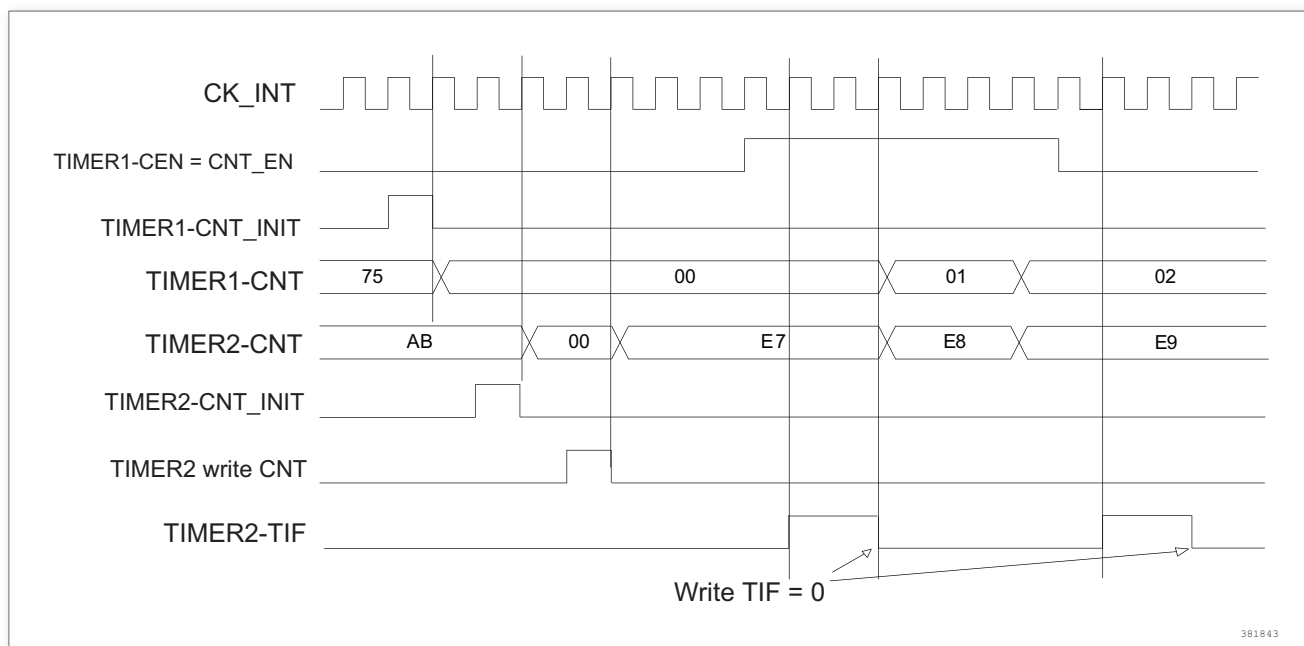 CK_INT
TIMER1-CEN = CNT_EN
TIMER1-CNT_INIT
TIMER1-CNT 75 00 01 02
TIMER2-CNT AB 00 E7 E8 E9
TIMER2-CNT_INIT
TIMER2 write CNT
TIMER2-TIF
Write TIF = 0
381843